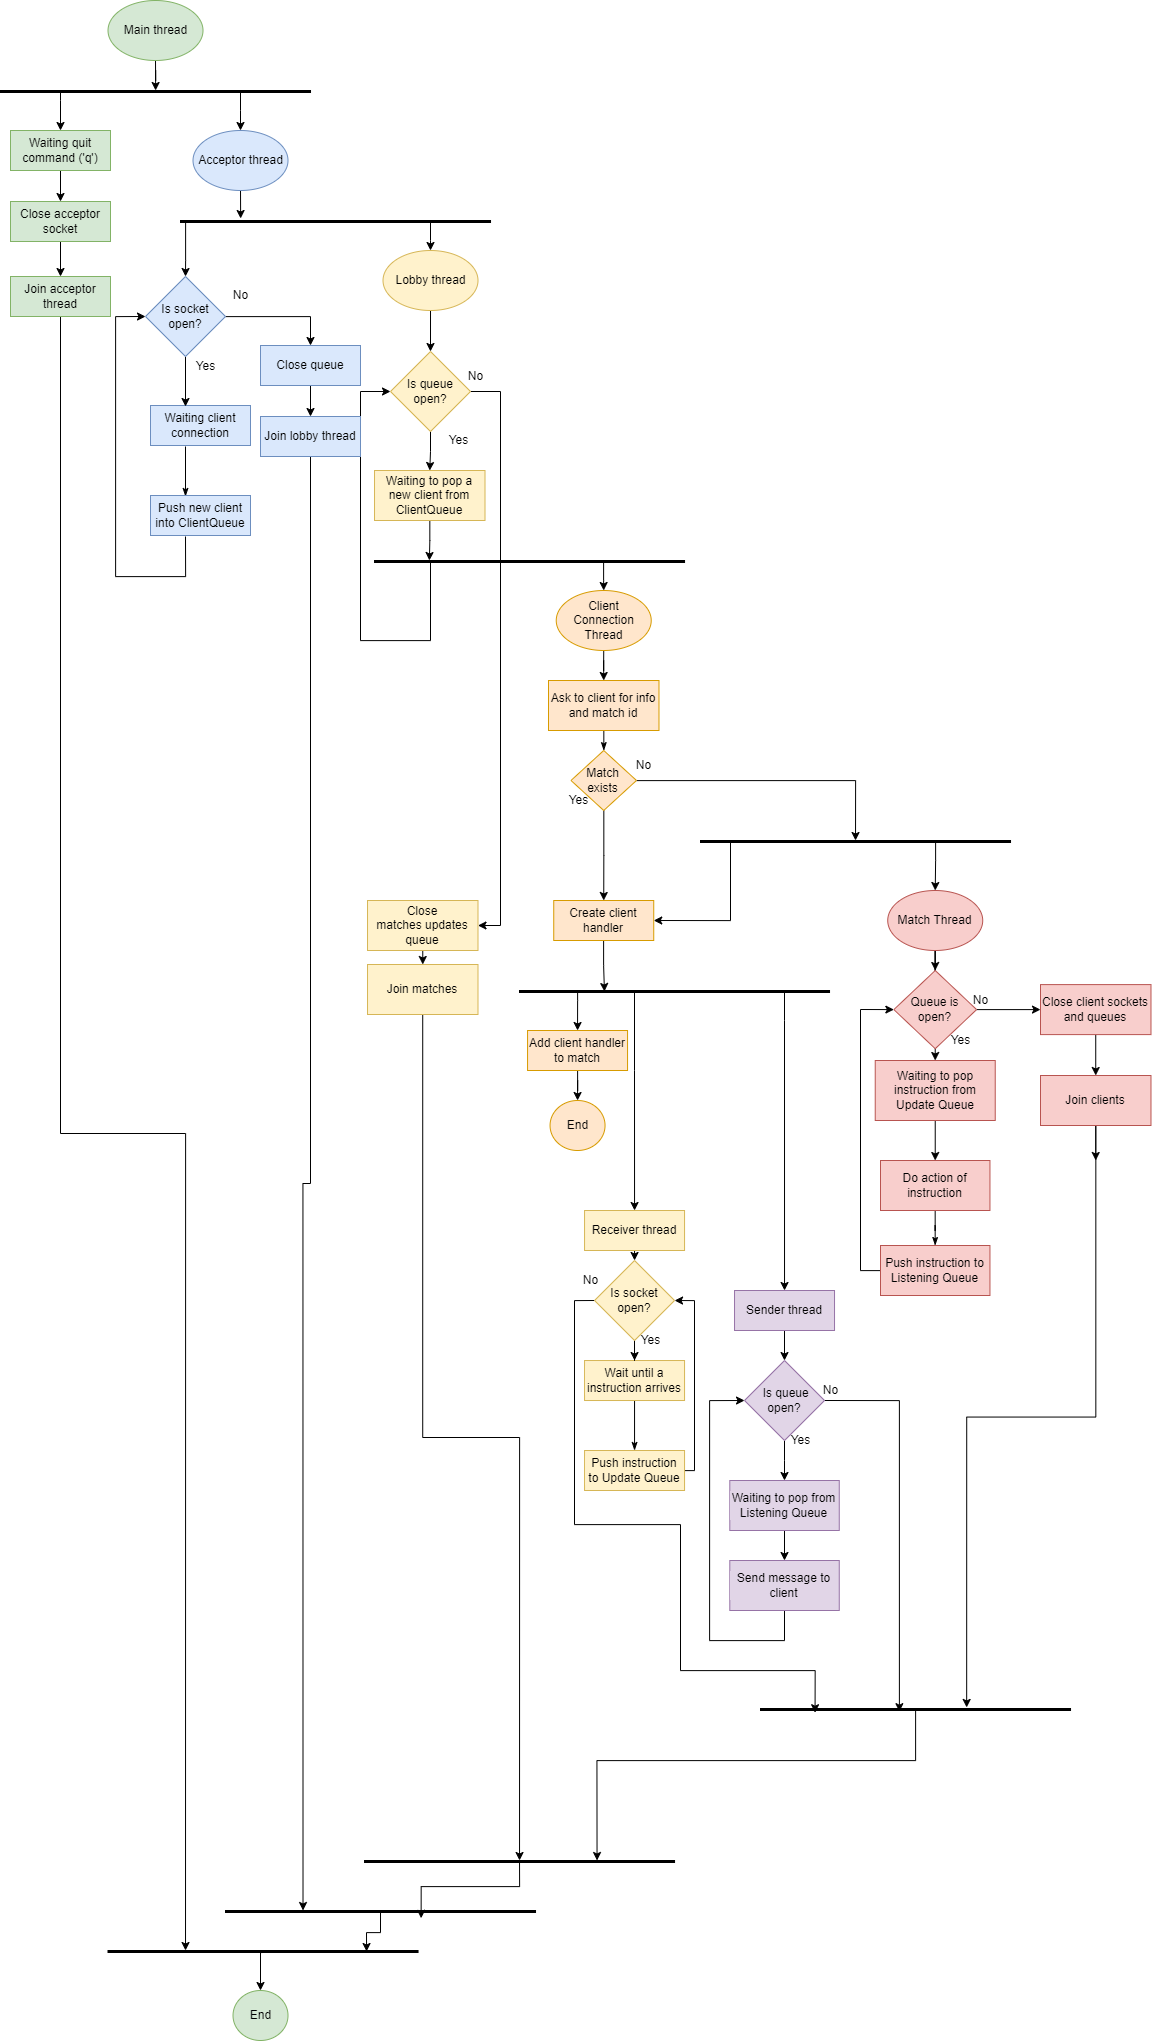 Main thread
Waiting quit
command ('q')
Acceptor thread
Close acceptor
socket
Join acceptor
thread
Lobby thread
Is socket
open?
No
Yes
Close queue
Join lobby thread
Is queue
open?
No
Yes
Waiting client
connection
Push new client
into ClientQueue
Waiting to pop a
new client from
ClientQueue
Client
Connection
Thread
Ask to client for info
and match id
Match
exists
No
Yes
Close
matches updates
queue
Join matches
Create client
handler
Match Thread
Queue is
open?
No
Yes
Close client sockets
and queues
Join clients
Waiting to pop
instruction from
Update Queue
Do action of
instruction
Push instruction to
Listening Queue
Add client handler
to match
End
Receiver thread
Is socket
open?
No
Yes
Wait until a
instruction arrives
Push instruction
to Update Queue
Sender thread
Is queue
open?
No
Yes
Waiting to pop from
Listening Queue
Send message to
client
End